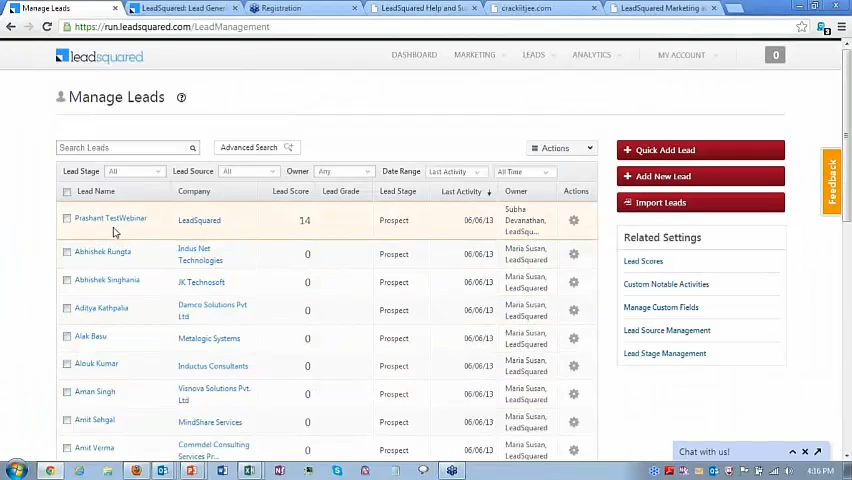 Manage Leads
LeadSquared: Lead Gener
Registration
LeadSquared Help and Su
crackiitjee.com
LeadSquared Marketing a
https://run.leadsquared.com/LeadManagement
3
leadsquared
DASHBOARD MARKETING LEADS ANALYTICS MY ACCOUNT 0
Manage Leads ?
Search Leads
Advanced Search
Actions
Lead Stage All Lead Source All Owner Any Date Range Last Activity All Time
Lead Name Company Lead Score Lead Grade Lead Stage Last Activity Owner Actions
Prashant TestWebinar LeadSquared 14 Prospect 06/06/13 Subha Devanathan, LeadSqu...
Abhishek Rungta Indus Net Technologies 0 Prospect 06/06/13 Maria Susan, LeadSquared
Abhishek Singhania JK Technosoft 0 Prospect 06/06/13 Maria Susan, LeadSquared
Aditya Kathpalia Damco Solutions Pvt Ltd 0 Prospect 06/06/13 Maria Susan, LeadSquared
Alak Basu Metalogic Systems 0 Prospect 06/06/13 Maria Susan, LeadSquared
Alouk Kumar Inductus Consultants 0 Prospect 06/06/13 Maria Susan, LeadSquared
Aman Singh Visnova Solutions Pvt. Ltd. 0 Prospect 06/06/13 Maria Susan, LeadSquared
Amit Sehgal MindShare Services 0 Prospect 06/06/13 Maria Susan, LeadSquared
Amit Verma Commdel Consulting Services Pr... 0 Prospect 06/06/13 Maria Susan, LeadSquared
+ Quick Add Lead
+ Add New Lead
Import Leads
Related Settings
Lead Scores
Custom Notable Activities
Manage Custom Fields
Lead Source Management
Lead Stage Management
Feedback
Chat with us!
4:16 PM